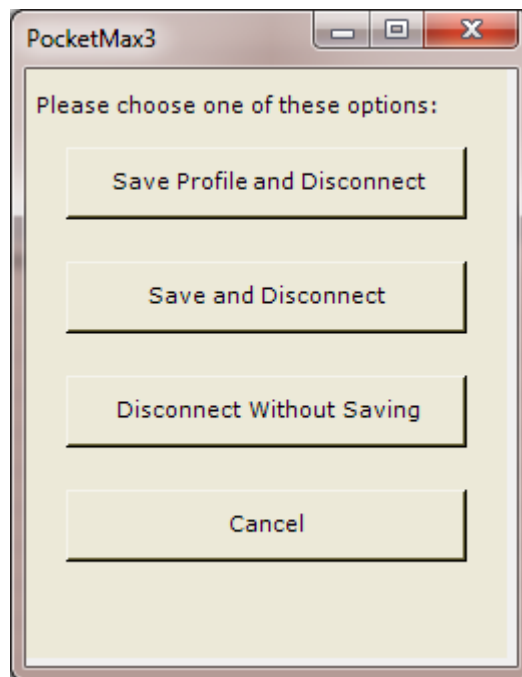 PocketMax3
Please choose one of these options:
Save Profile and Disconnect
Save and Disconnect
Disconnect Without Saving
Cancel